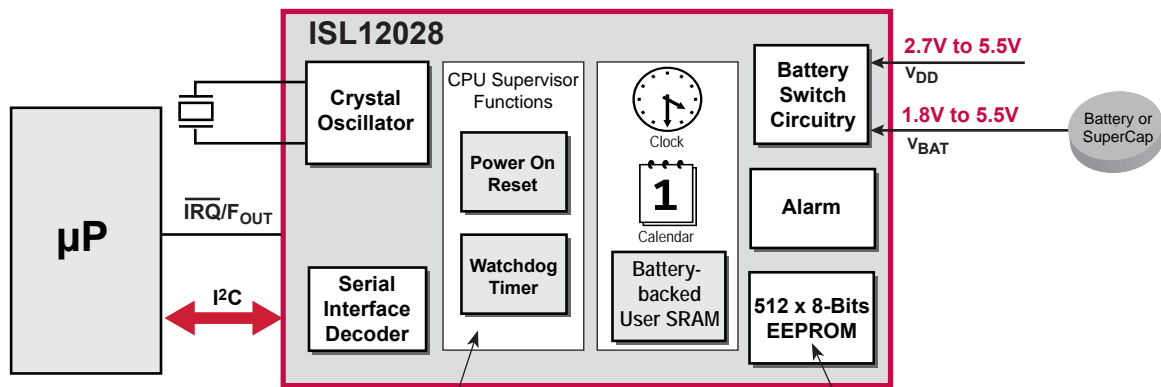 ISL12028
µP
IRQ/FOUT
I2C
Crystal
Oscillator
Serial
Interface
Decoder
CPU Supervisor
Functions
Power On
Reset
Watchdog
Timer
Clock
1
Calendar
Battery-
backed
User SRAM
Battery
Switch
Circuitry
Alarm
512 x 8-Bits
EEPROM
2.7V to 5.5V
VDD
1.8V to 5.5V
VBAT
Battery or
SuperCap